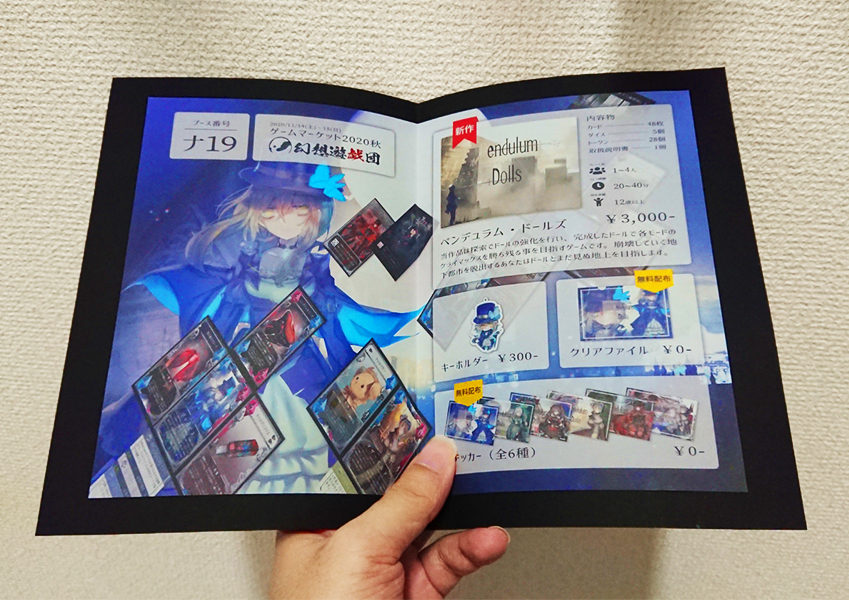 ブース番号
ナ19
2020/11/14(土)-15(日)
ゲームマーケット2020秋
幻想遊戯団
新作
endulum
Dolls
内容物
カード 48枚
ダイス 5個
トークン 28個
取扱説明書 1冊
1~4人
20~40分
12歳以上
¥3,000-
ペンデュラム・ドールズ
当作品は探索でドールの強化を行い、完成したドールで各モードの
クライマックスを勝ち残る事を目指すゲームです。崩壊していく地
下都市を脱出するあなたはドールとまだ見ぬ地上を目指します。
キーホルダー ¥300-
無料配布
クリアファイル ¥0-
無料配布
テッカー(全6種) ¥0-